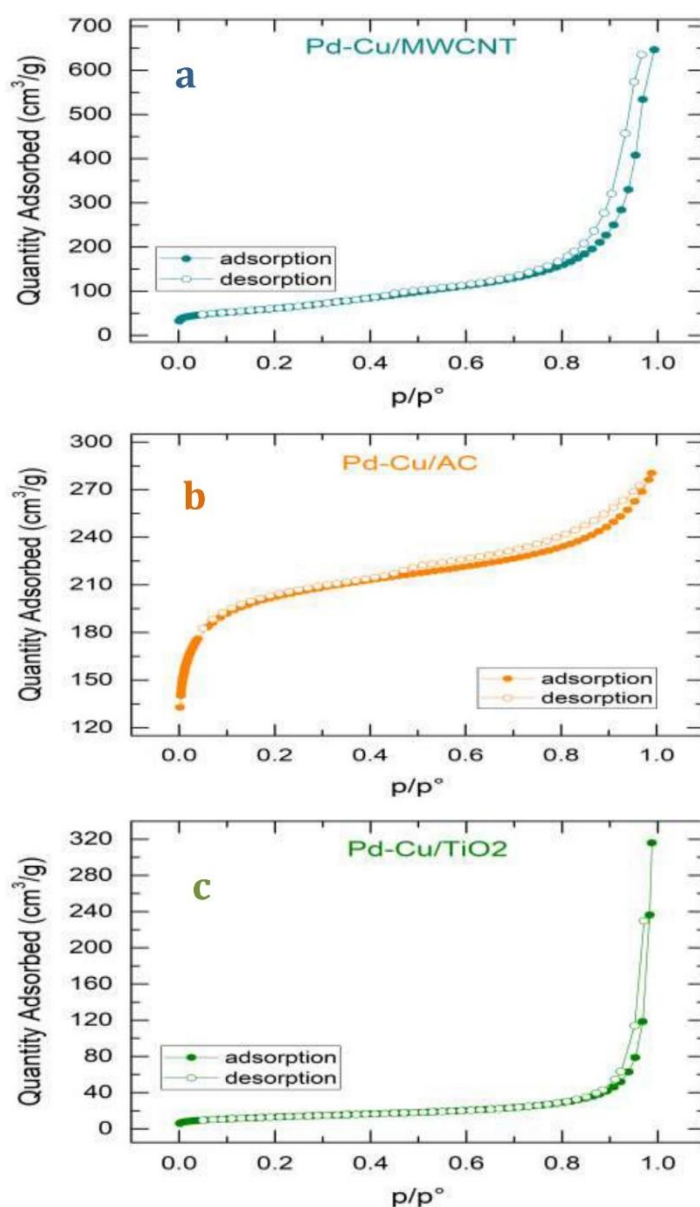 Pd-Cu/MWCNT
a
Quantity Adsorbed (cm³/g)
700
600
500
400
300
200
100
0
adsorption
desorption
0.0 0.2 0.4 0.6 0.8 1.0
p/p°
Pd-Cu/AC
b
Quantity Adsorbed (cm³/g)
300
270
240
210
180
150
120
adsorption
desorption
0.0 0.2 0.4 0.6 0.8 1.0
p/p°
Pd-Cu/TiO2
c
Quantity Adsorbed (cm³/g)
320
280
240
200
160
120
80
40
0
adsorption
desorption
0.0 0.2 0.4 0.6 0.8 1.0
p/p°